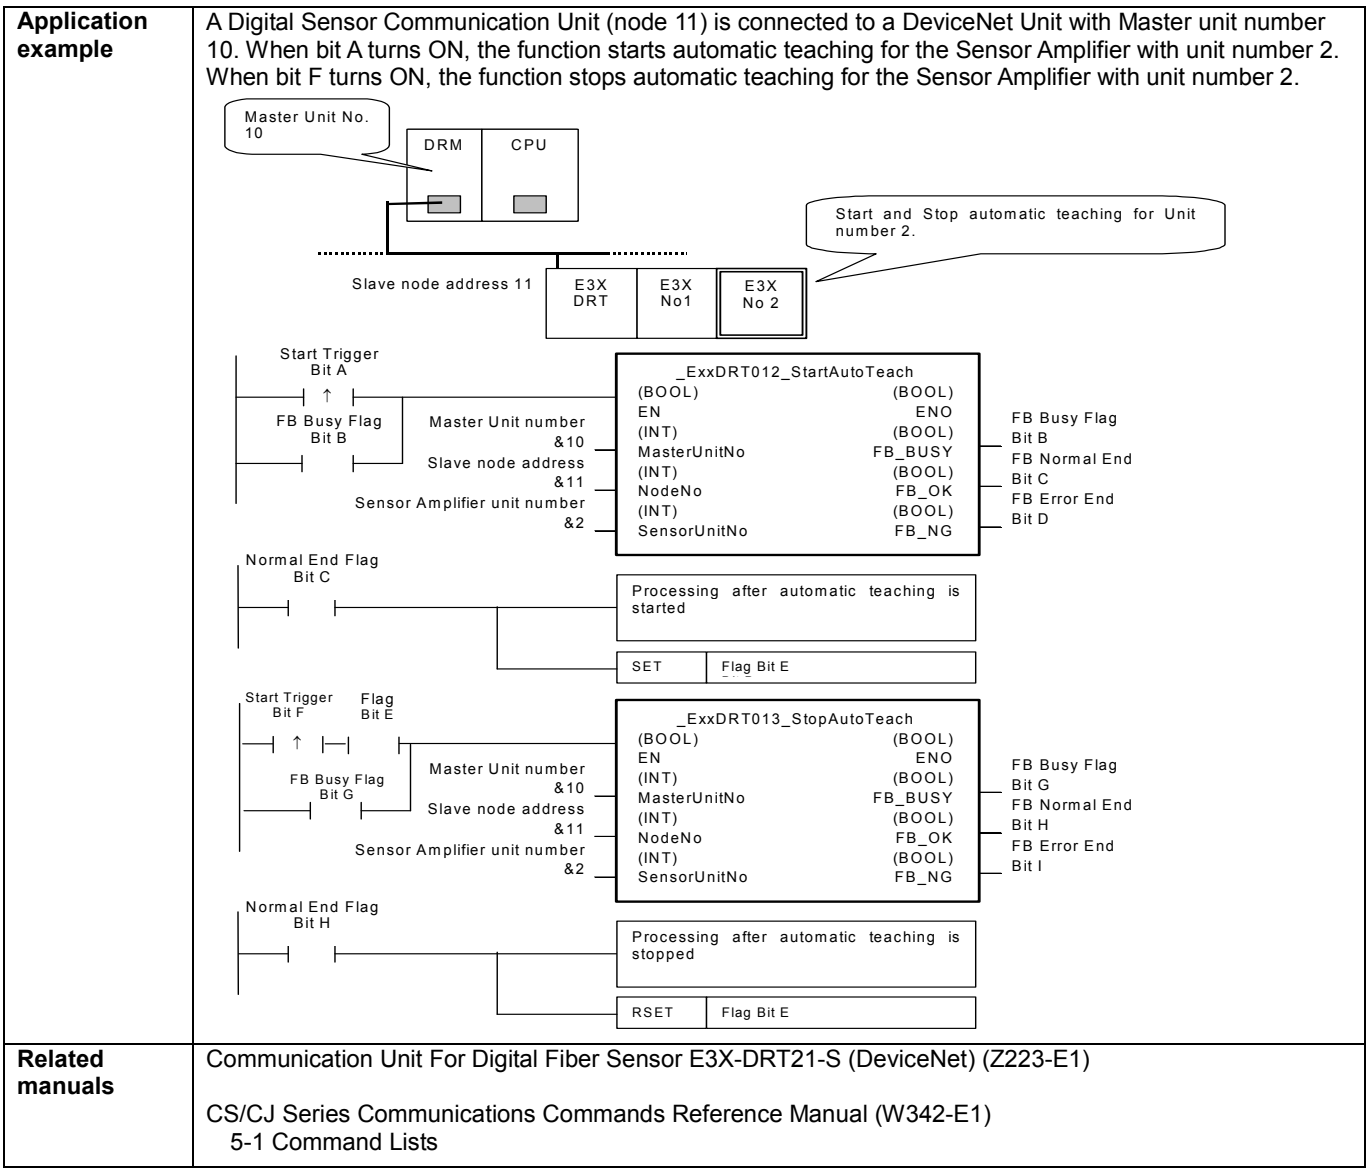 Application
example
A Digital Sensor Communication Unit (node 11) is connected to a DeviceNet Unit with Master unit number
10. When bit A turns ON, the function starts automatic teaching for the Sensor Amplifier with unit number 2.
When bit F turns ON, the function stops automatic teaching for the Sensor Amplifier with unit number 2.
Master Unit No.
10
DRM
CPU
Start and Stop automatic teaching for Unit
number 2.
Slave node address 11
E3X
DRT
E3X
No1
E3X
No 2
Start Trigger
Bit A
↑
FB Busy Flag
Bit B
Master Unit number
&10
Slave node address
&11
Sensor Amplifier unit number
&2
_ExxDRT012_StartAutoTeach
(BOOL) (BOOL)
EN ENO
(INT) (BOOL)
MasterUnitNo FB_BUSY
(INT) (BOOL)
NodeNo FB_OK
(INT) (BOOL)
SensorUnitNo FB_NG
FB Busy Flag
Bit B
FB Normal End
Bit C
FB Error End
Bit D
Normal End Flag
Bit C
Processing after automatic teaching is
started
SET Flag Bit E
Start Trigger
Bit F
Flag
Bit E
↑
FB Busy Flag
Bit G
Master Unit number
&10
Slave node address
&11
Sensor Amplifier unit number
&2
_ExxDRT013_StopAutoTeach
(BOOL) (BOOL)
EN ENO
(INT) (BOOL)
MasterUnitNo FB_BUSY
(INT) (BOOL)
NodeNo FB_OK
(INT) (BOOL)
SensorUnitNo FB_NG
FB Busy Flag
Bit G
FB Normal End
Bit H
FB Error End
Bit I
Normal End Flag
Bit H
Processing after automatic teaching is
stopped
RSET Flag Bit E
Related
manuals
Communication Unit For Digital Fiber Sensor E3X-DRT21-S (DeviceNet) (Z223-E1)
CS/CJ Series Communications Commands Reference Manual (W342-E1)
5-1 Command Lists